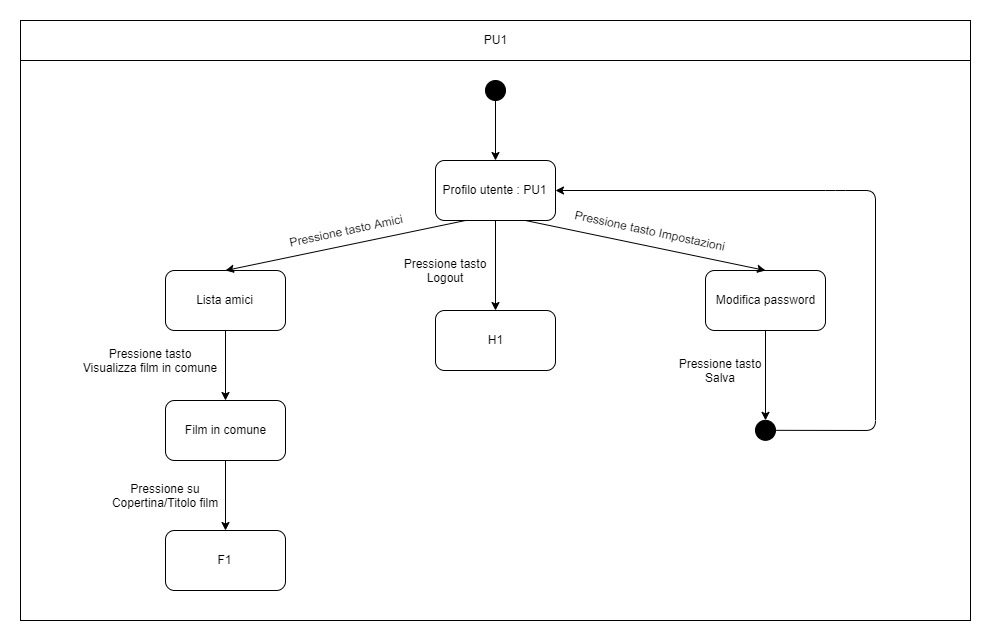 PU1
Profilo utente : PU1
Pressione tasto Amici
Pressione tasto
Logout
Pressione tasto Impostazioni
Lista amici
H1
Modifica password
Pressione tasto
Visualizza film in comune
Pressione tasto
Salva
Film in comune
Pressione su
Copertina/Titolo film
F1